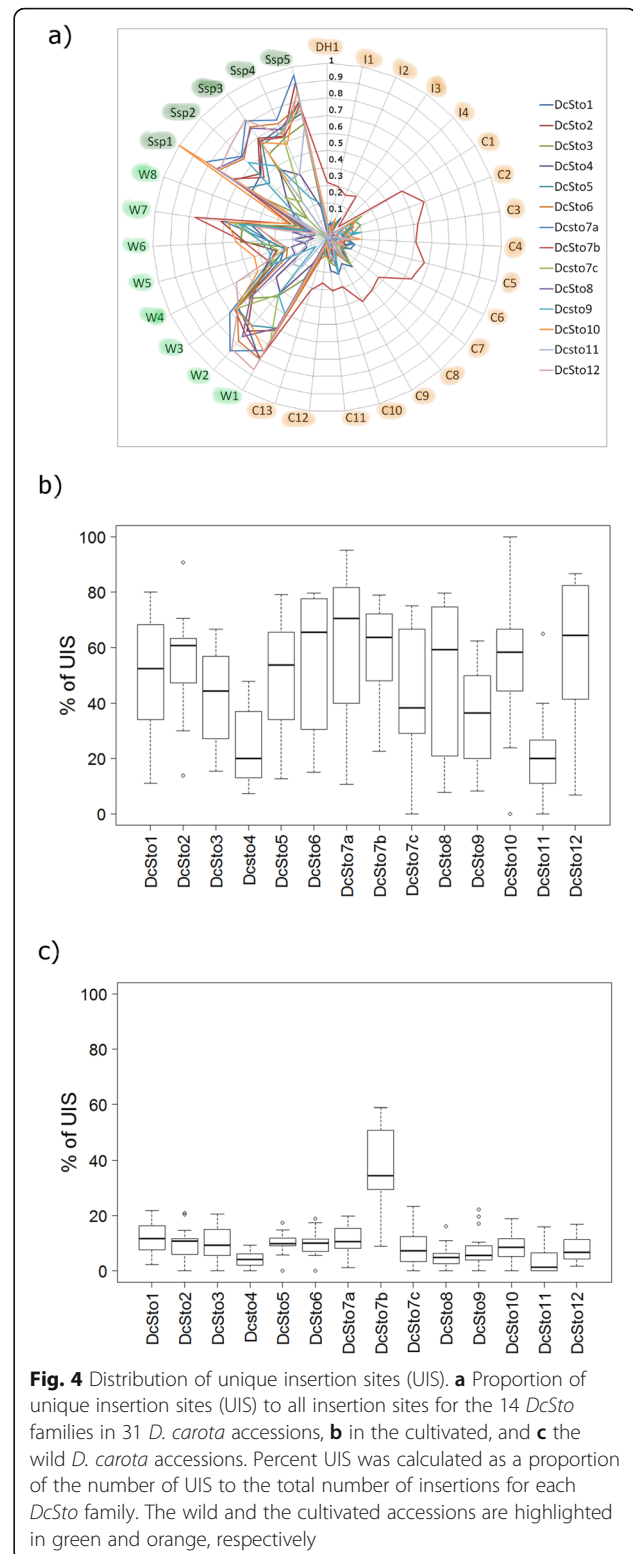 a)
DH1
I1
I2
I3
I4
C1
C2
C3
C4
C5
C6
C7
C8
C9
C10
C11
C12
C13
W1
W2
W3
W4
W5
W6
W7
W8
Ssp1
Ssp2
Ssp3
Ssp4
Ssp5
1
0.9
0.8
0.7
0.6
0.5
0.4
0.3
0.2
0.1
DcSto1
DcSto2
DcSto3
DcSto4
DcSto5
DcSto6
DcSto7a
DcSto7b
Dcsto7c
DcSto8
Dcsto9
DcSto10
Dcsto11
DcSto12
b)
% of UIS
100
80
60
40
20
0
DcSto1
DcSto2
DcSto3
Dcsto4
DcSto5
DcSto6
DcSto7a
DcSto7b
DcSto7c
DcSto8
DcSto9
DcSto10
DcSto11
DcSto12
c)
% of UIS
100
80
60
40
20
0
DcSto1
DcSto2
DcSto3
DcSto4
DcSto5
DcSto6
DcSto7a
DcSto7b
DcSto7c
DcSto8
DcSto9
DcSto10
DcSto11
DcSto12
Fig. 4 Distribution of unique insertion sites (UIS). a Proportion of
unique insertion sites (UIS) to all insertion sites for the 14 DcSto
families in 31 D. carota accessions, b in the cultivated, and c the
wild D. carota accessions. Percent UIS was calculated as a proportion
of the number of UIS to the total number of insertions for each
DcSto family. The wild and the cultivated accessions are highlighted
in green and orange, respectively